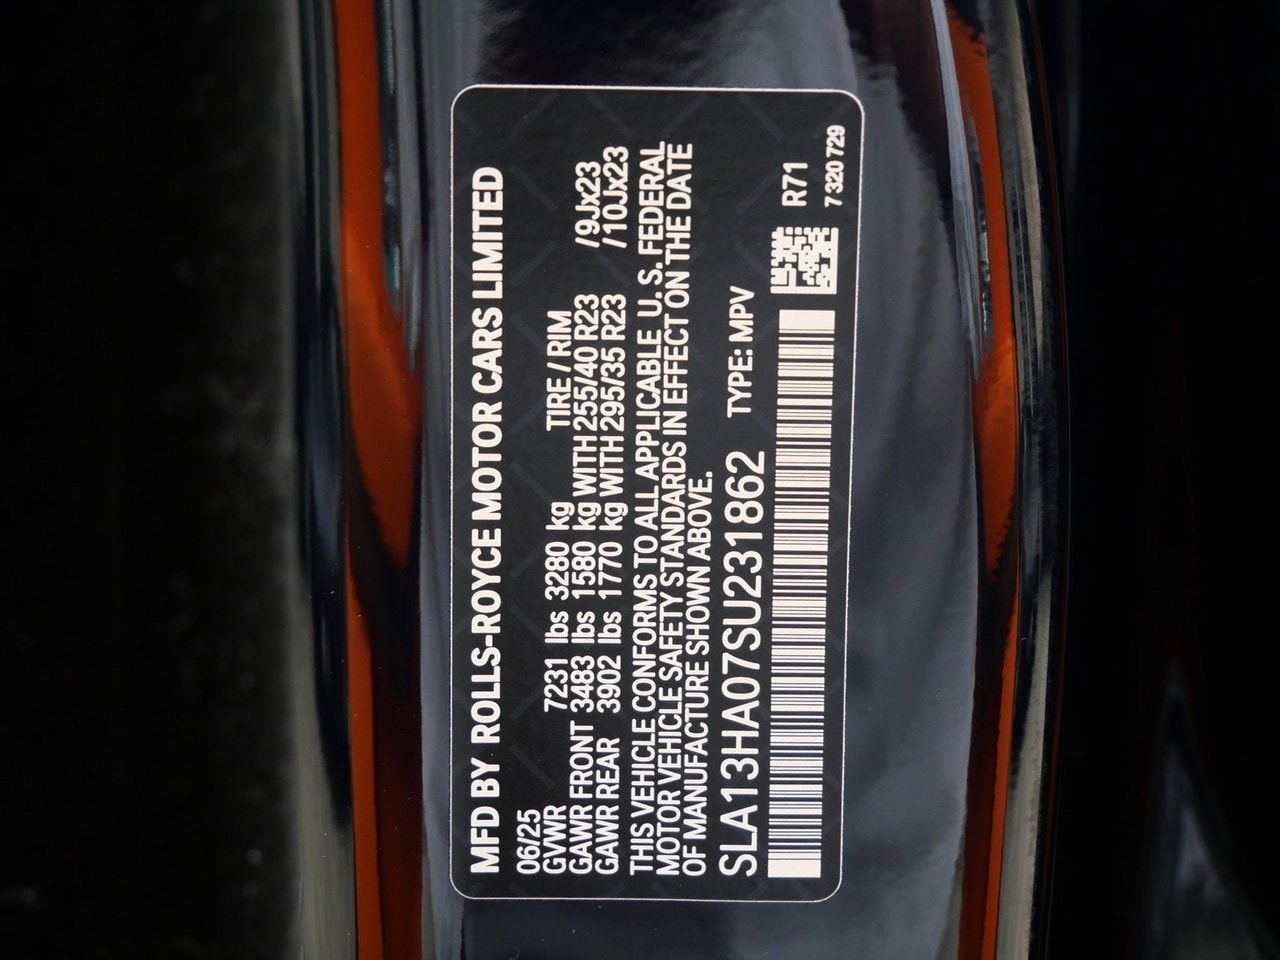 MFD BY ROLLS-ROYCE MOTOR CARS LIMITED
06/25
GVWR 7231 lbs 3280 kg TIRE / RIM
GAWR FRONT 3483 lbs 1580 kg WITH 255/40 R23 / 9Jx23
GAWR REAR 3902 lbs 1770 kg WITH 295/35 R23 / 10Jx23
THIS VEHICLE CONFORMS TO ALL APPLICABLE U. S. FEDERAL
MOTOR VEHICLE SAFETY STANDARDS IN EFFECT ON THE DATE
OF MANUFACTURE SHOWN ABOVE.
SLA13HA07SU231862 TYPE: MPV
R71
7 320 729